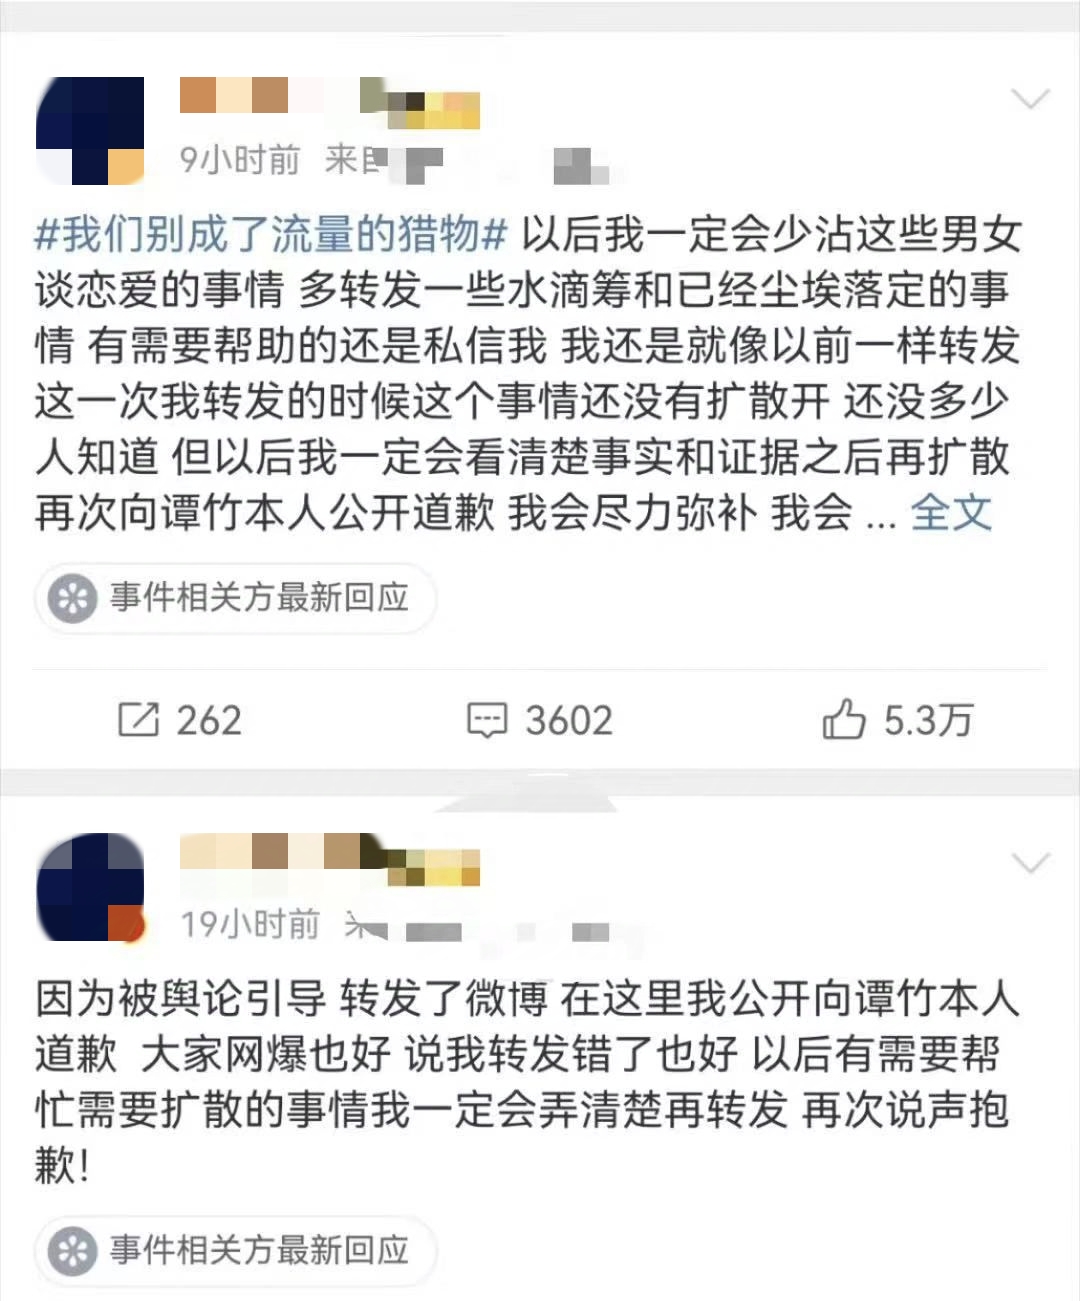 9小时前 来自
#我们别成了流量的猎物# 以后我一定会少沾这些男女
谈恋爱的事情 多转发一些水滴筹和已经尘埃落定的事
情 有需要帮助的还是私信我 我还是就像以前一样转发
这一次我转发的时候这个事情还没有扩散开 还没多少
人知道 但以后我一定会看清楚事实和证据之后再扩散
再次向谭竹本人公开道歉 我会尽力弥补 我会 ... 全文
事件相关方最新回应
262 3602 5.3万
19小时前
因为被舆论引导 转发了微博 在这里我公开向谭竹本人
道歉 大家网爆也好 说我转发错了也好 以后有需要帮
忙需要扩散的事情我一定会弄清楚再转发 再次说声抱
歉!
事件相关方最新回应